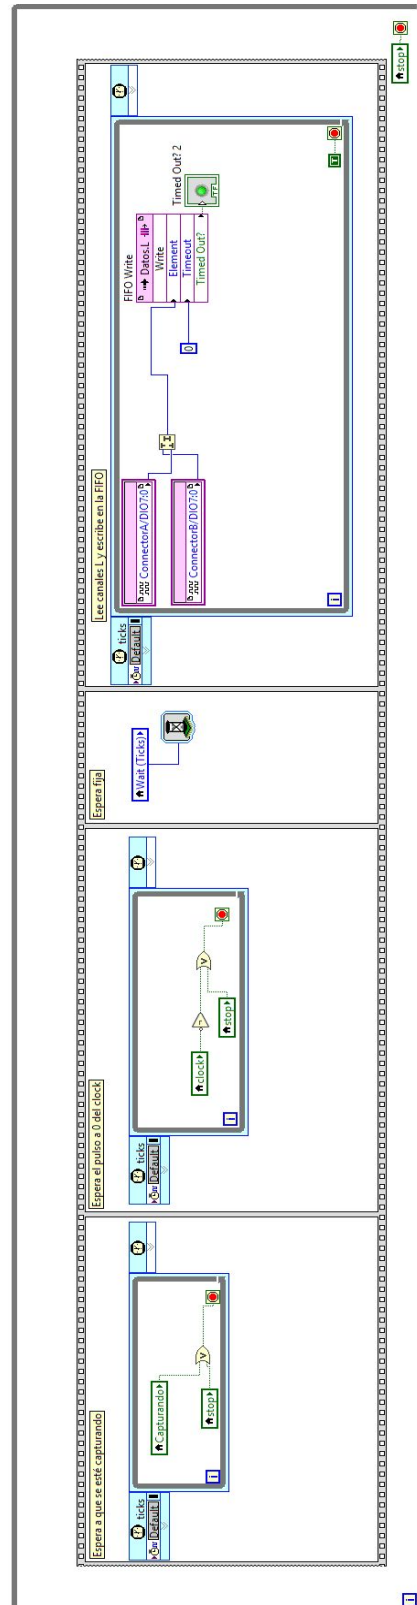 Espera a que se esté capturando
ticks
Default
Capturando
stop
i
Espera el pulso a 0 del clock
ticks
Default
clock
stop
i
Espera fija
Wait (Ticks)
Lee canales L y escribe en la FIFO
ticks
Default
ConnectorA/DIO7:0
ConnectorB/DIO7:0
0
FIFO Write
Datos.L
Write
Element
Timeout
Timed Out?
Timed Out? 2
TF
T
i
stop
i